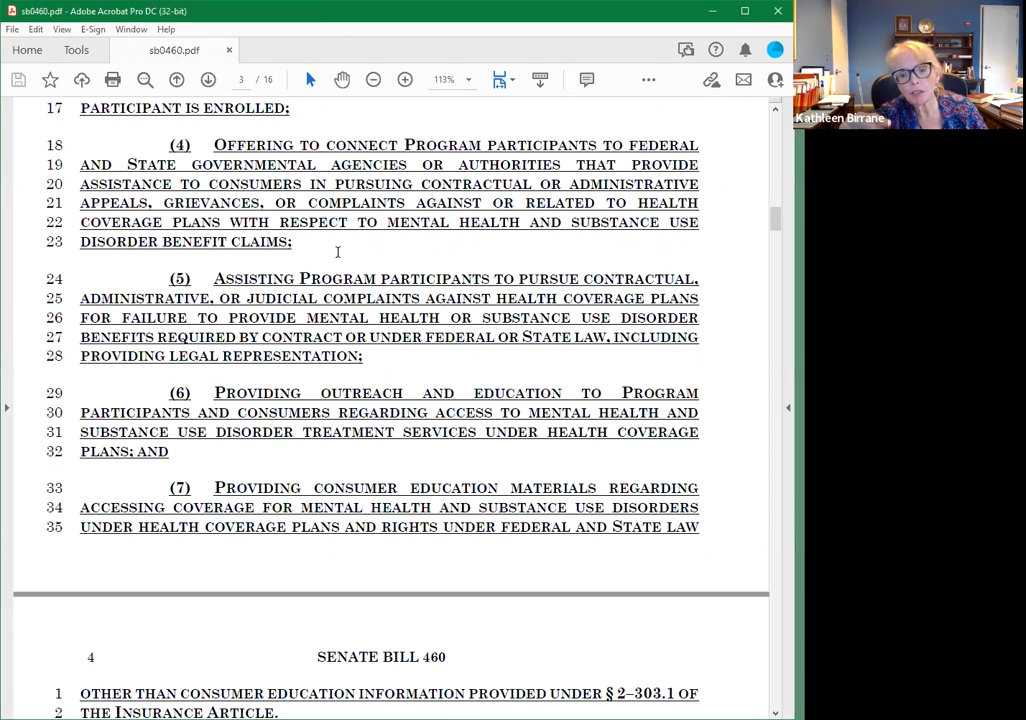 sb0460.pdf - Adobe Acrobat Pro DC (32-bit)
File Edit View E-Sign Window Help
Home Tools sb0460.pdf ×
3 / 16 113%
17 PARTICIPANT IS ENROLLED;
18 (4) OFFERING TO CONNECT PROGRAM PARTICIPANTS TO FEDERAL
19 AND STATE GOVERNMENTAL AGENCIES OR AUTHORITIES THAT PROVIDE
20 ASSISTANCE TO CONSUMERS IN PURSUING CONTRACTUAL OR ADMINISTRATIVE
21 APPEALS, GRIEVANCES, OR COMPLAINTS AGAINST OR RELATED TO HEALTH
22 COVERAGE PLANS WITH RESPECT TO MENTAL HEALTH AND SUBSTANCE USE
23 DISORDER BENEFIT CLAIMS;
24 (5) ASSISTING PROGRAM PARTICIPANTS TO PURSUE CONTRACTUAL,
25 ADMINISTRATIVE, OR JUDICIAL COMPLAINTS AGAINST HEALTH COVERAGE PLANS
26 FOR FAILURE TO PROVIDE MENTAL HEALTH OR SUBSTANCE USE DISORDER
27 BENEFITS REQUIRED BY CONTRACT OR UNDER FEDERAL OR STATE LAW, INCLUDING
28 PROVIDING LEGAL REPRESENTATION;
29 (6) PROVIDING OUTREACH AND EDUCATION TO PROGRAM
30 PARTICIPANTS AND CONSUMERS REGARDING ACCESS TO MENTAL HEALTH AND
31 SUBSTANCE USE DISORDER TREATMENT SERVICES UNDER HEALTH COVERAGE
32 PLANS; AND
33 (7) PROVIDING CONSUMER EDUCATION MATERIALS REGARDING
34 ACCESSING COVERAGE FOR MENTAL HEALTH AND SUBSTANCE USE DISORDERS
35 UNDER HEALTH COVERAGE PLANS AND RIGHTS UNDER FEDERAL AND STATE LAW
4 SENATE BILL 460
1 OTHER THAN CONSUMER EDUCATION INFORMATION PROVIDED UNDER § 2–303.1 OF
2 THE INSURANCE ARTICLE.
Kathleen Birrane